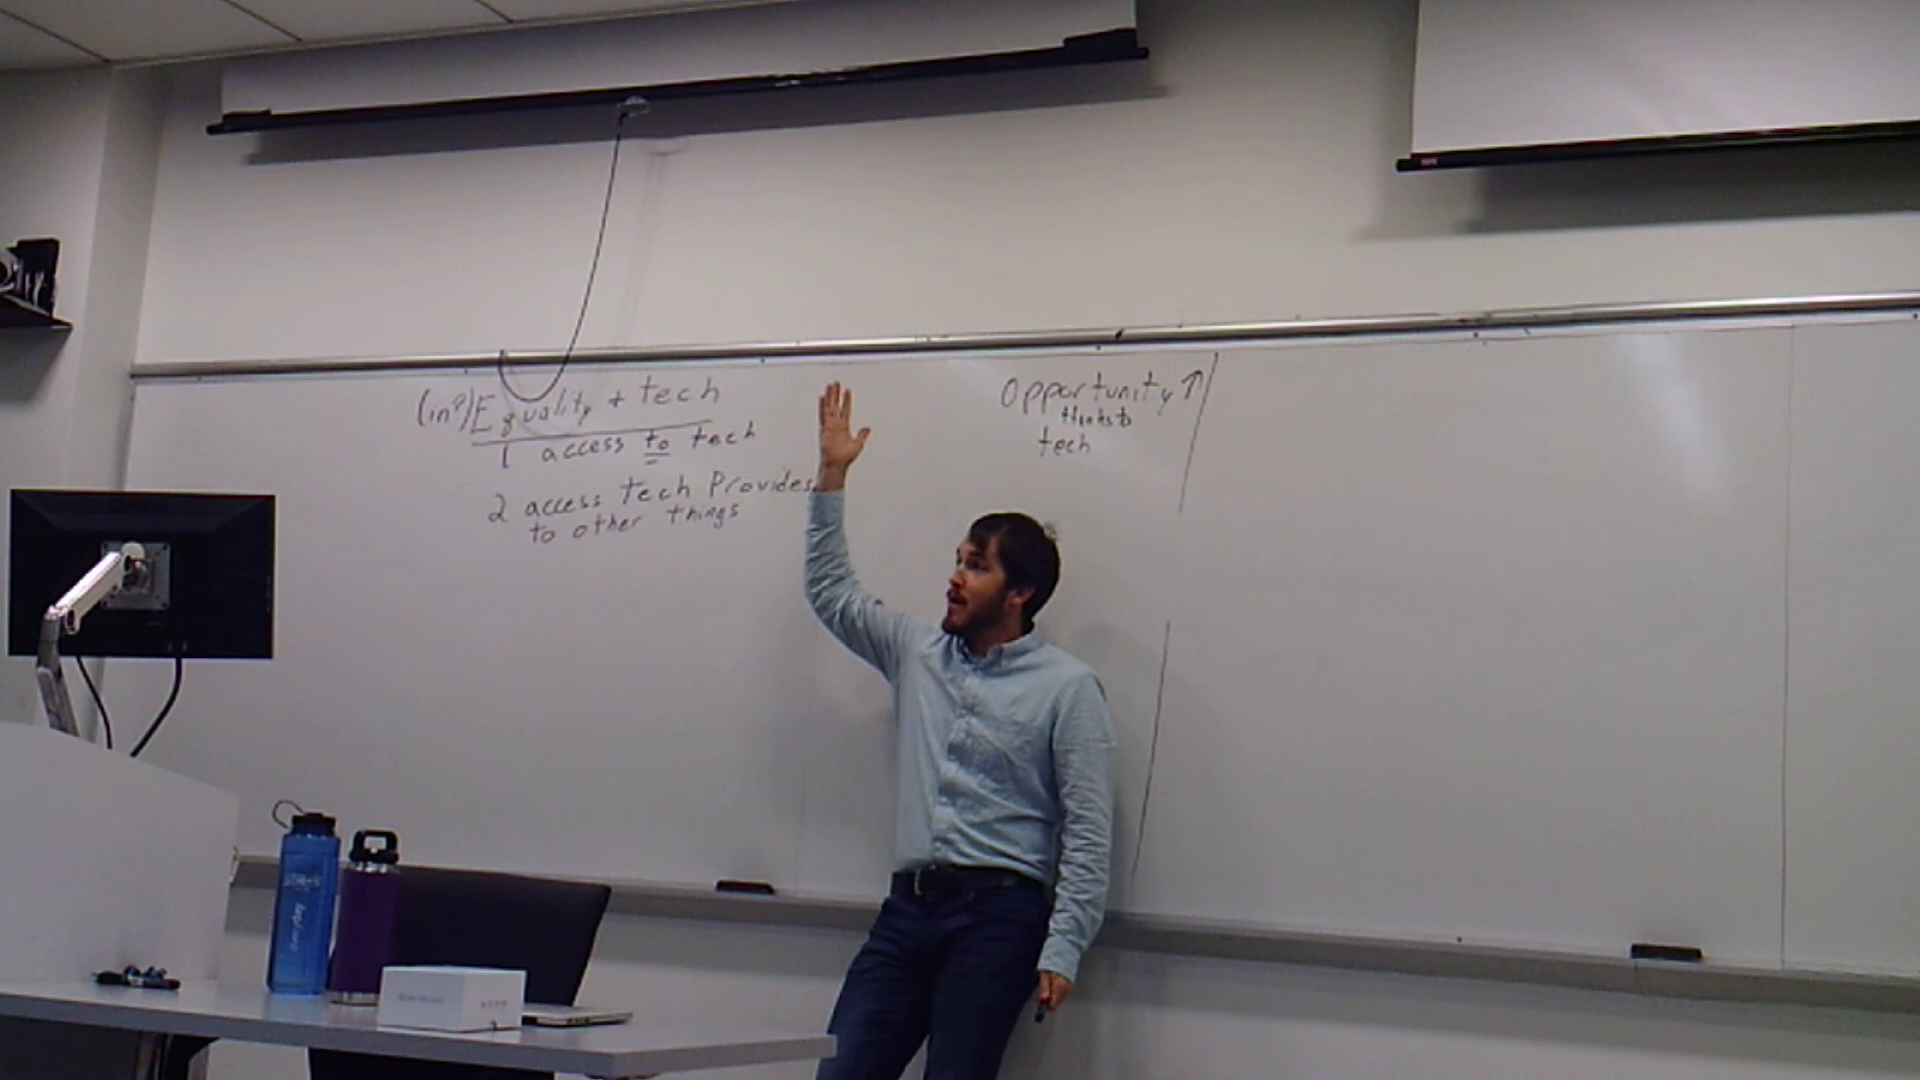 (in?)Equality + tech
1 access to tech
2 access tech Provides
to other things
Opportunity ↑
thanks to
tech